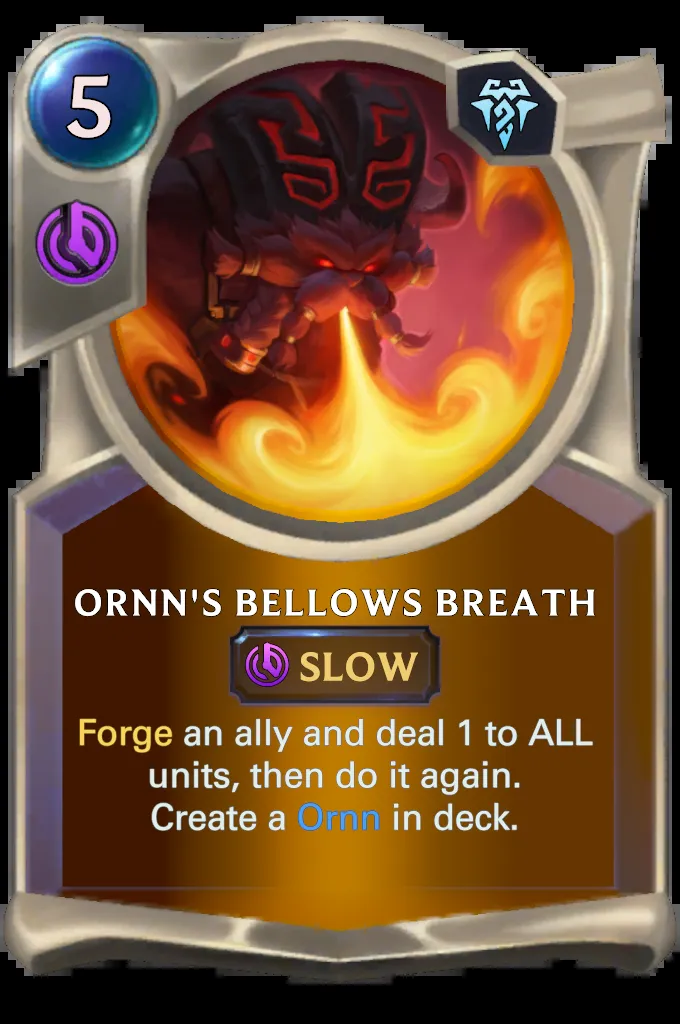 5
ORNN'S BELLOWS BREATH
SLOW
Forge an ally and deal 1 to ALL
units, then do it again.
Create a Ornn in deck.